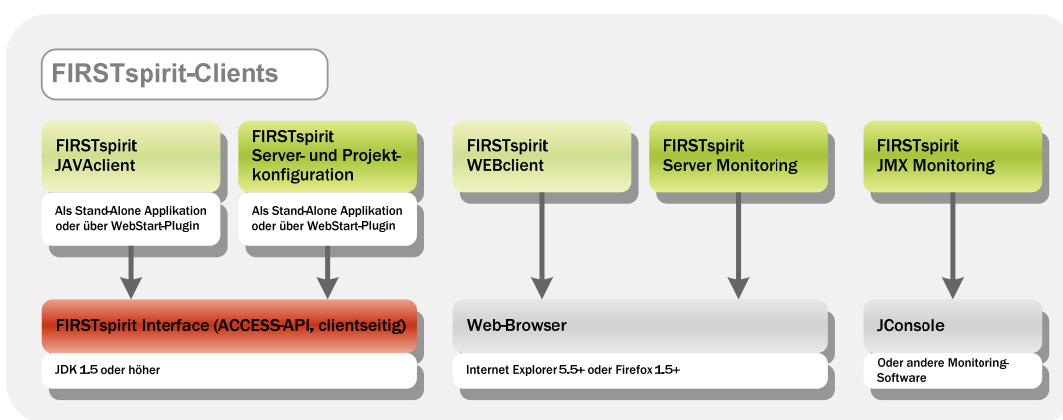 FIRSTspirit-Clients
FIRSTspirit
JAVAclient
Als Stand-Alone Applikation
oder über WebStart-Plugin
FIRSTspirit
Server- und Projekt-
konfiguration
Als Stand-Alone Applikation
oder über WebStart-Plugin
FIRSTspirit
WEBclient
FIRSTspirit
Server Monitoring
FIRSTspirit
JMX Monitoring
FIRSTspirit Interface (ACCESS-API, clientseitig)
JDK 1.5 oder höher
Web-Browser
Internet Explorer 5.5+ oder Firefox 1.5+
JConsole
Oder andere Monitoring-
Software